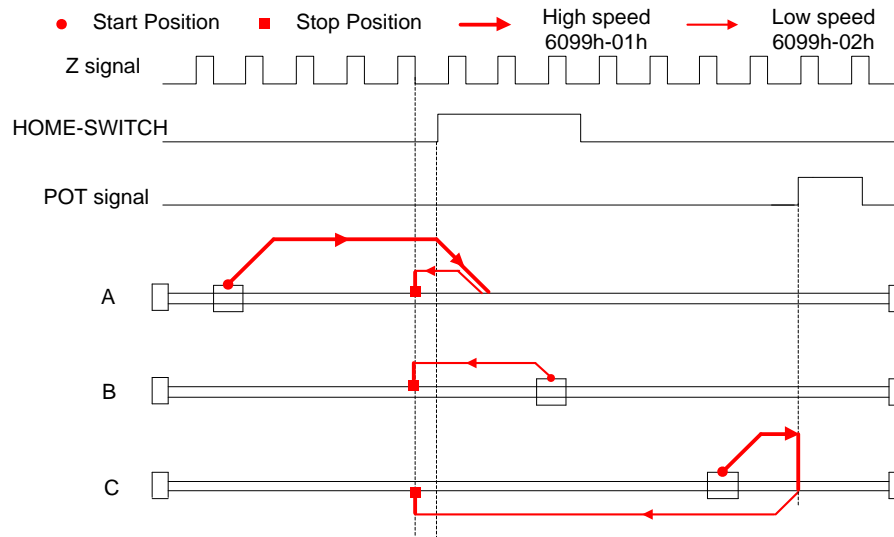 Start Position
Stop Position
High speed
6099h-01h
Low speed
6099h-02h
Z signal
HOME-SWITCH
POT signal
A
B
C